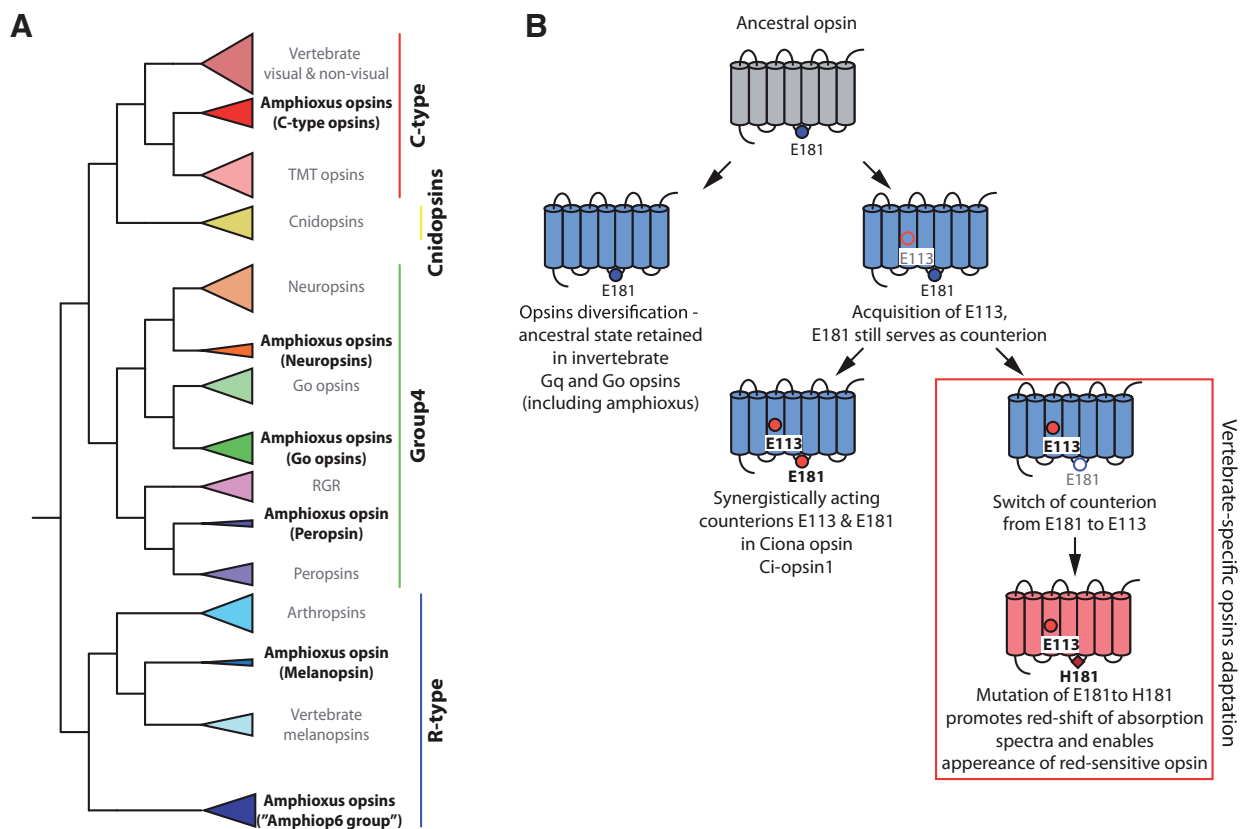 A
Vertebrate
visual & non-visual
Amphioxus opsins
(C-type opsins)
TMT opsins
C-type
Cnidopsins
Cnidopsins
Neuropsins
Amphioxus opsins
(Neuropsins)
Go opsins
Amphioxus opsins
(Go opsins)
RGR
Amphioxus opsin
(Peropsin)
Peropsins
Group4
Arthropsins
Amphioxus opsin
(Melanopsin)
Vertebrate
melanopsins
Amphioxus opsins
("Amphiop6 group")
R-type
B
Ancestral opsin
E181
E181
Opsins diversification -
ancestral state retained
in invertebrate
Gq and Go opsins
(including amphioxus)
E113
E181
Acquisition of E113,
E181 still serves as counterion
E113
E181
Synergistically acting
counterions E113 & E181
in Ciona opsin
Ci-opsin1
E113
E181
Switch of counterion
from E181 to E113
E113
H181
Mutation of E181to H181
promotes red-shift of absorption
spectra and enables
appereance of red-sensitive opsin
Vertebrate-specific opsins adaptation